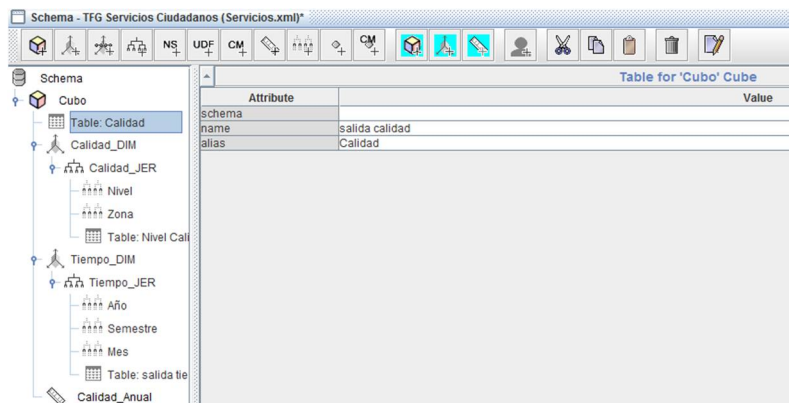 Schema - TFG Servicios Ciudadanos (Servicios.xml)*
NS UDF CM CM
Schema
Cubo
Table: Calidad
Calidad_DIM
Calidad_JER
Nivel
Zona
Table: Nivel Cali
Tiempo_DIM
Tiempo_JER
Año
Semestre
Mes
Table: salida tie
Calidad_Anual
Table for 'Cubo' Cube
Attribute Value
schema
name salida calidad
alias Calidad